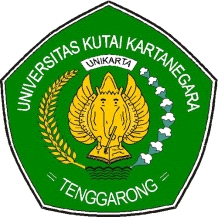 UNIVERSITAS KUTAI KARTANEGARA
UNIKARTA
= TENGGARONG =